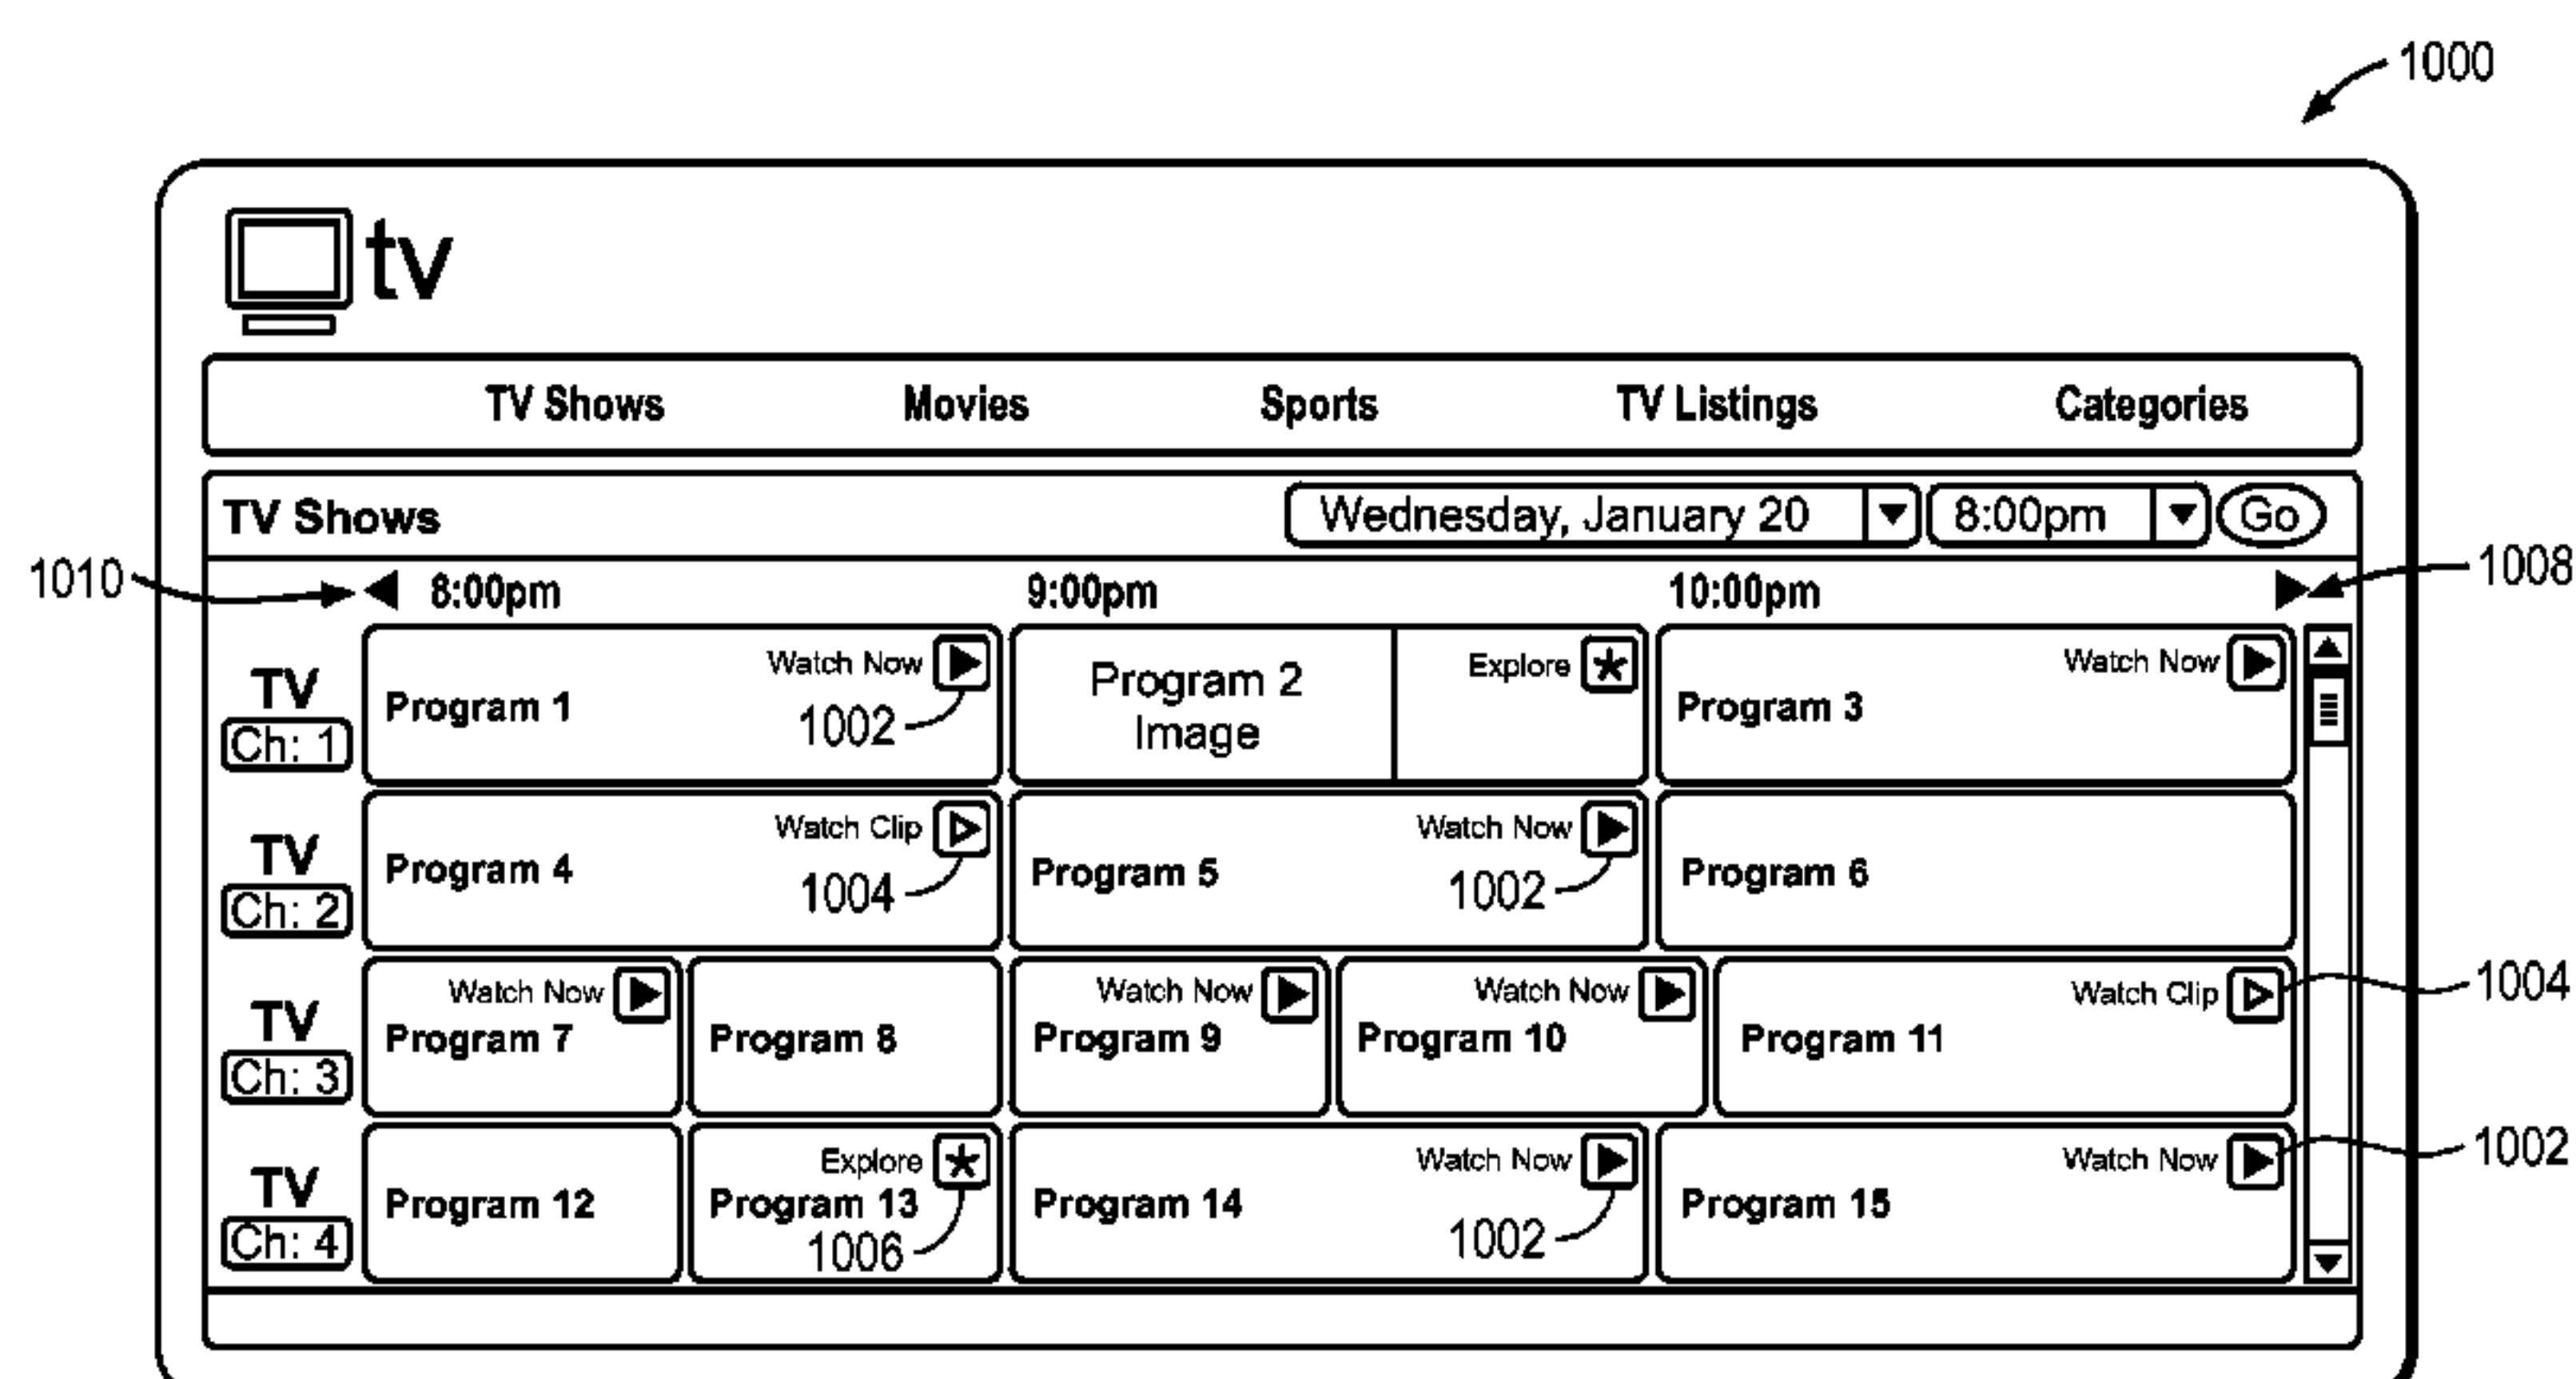 1000
tv
TV Shows Movies Sports TV Listings Categories
TV Shows Wednesday, January 20 8:00pm Go
1010 8:00pm 9:00pm 10:00pm 1008
TV
Ch: 1
Watch Now
Program 1
1002
Program 2
Image
Explore
Watch Now
Program 3
TV
Ch: 2
Watch Clip
Program 4
1004
Watch Now
Program 5
1002
Program 6
TV
Ch: 3
Watch Now
Program 7
Program 8
Watch Now
Program 9
Watch Now
Program 10
Watch Clip
Program 11
1004
TV
Ch: 4
Program 12
Explore
Program 13
1006
Watch Now
Program 14
1002
Watch Now
Program 15
1002